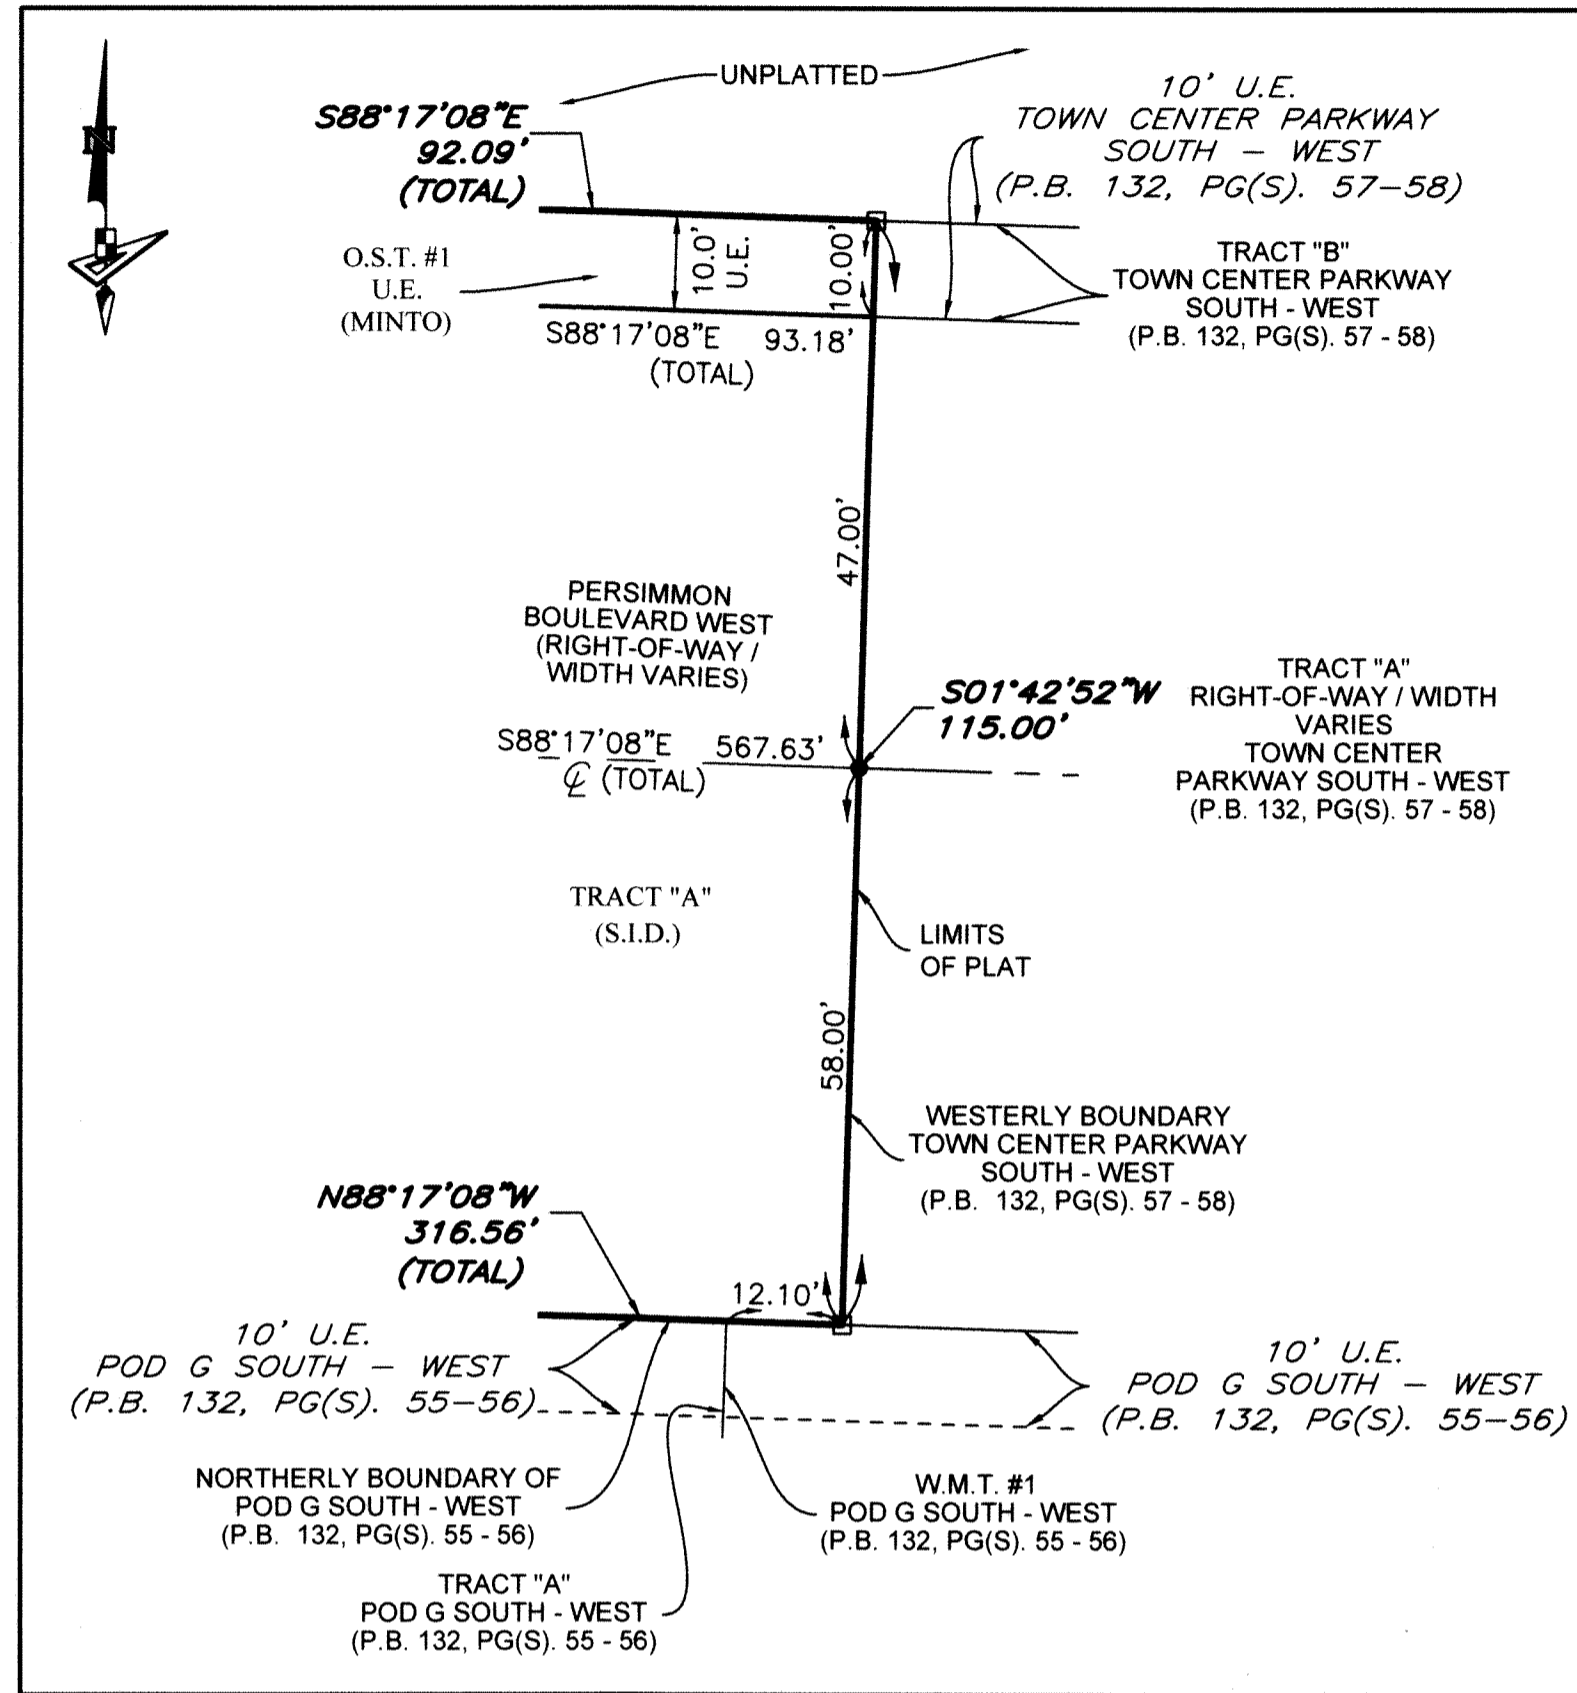 UNPLATTED
N
S88°17'08"E
92.09'
(TOTAL)
10' U.E.
TOWN CENTER PARKWAY
SOUTH – WEST
(P.B. 132, PG(S). 57–58)
O.S.T. #1
U.E.
(MINTO)
10.0'
U.E.
10.00'
TRACT "B"
TOWN CENTER PARKWAY
SOUTH - WEST
(P.B. 132, PG(S). 57 - 58)
S88°17'08"E 93.18'
(TOTAL)
47.00'
PERSIMMON
BOULEVARD WEST
(RIGHT-OF-WAY /
WIDTH VARIES)
S01°42'52"W
115.00'
TRACT "A"
RIGHT-OF-WAY / WIDTH
VARIES
TOWN CENTER
PARKWAY SOUTH - WEST
(P.B. 132, PG(S). 57 - 58)
S88°17'08"E 567.63'
℄ (TOTAL)
TRACT "A"
(S.I.D.)
LIMITS
OF PLAT
58.00'
WESTERLY BOUNDARY
TOWN CENTER PARKWAY
SOUTH - WEST
(P.B. 132, PG(S). 57 - 58)
N88°17'08"W
316.56'
(TOTAL)
12.10'
10' U.E.
POD G SOUTH – WEST
(P.B. 132, PG(S). 55–56)
10' U.E.
POD G SOUTH – WEST
(P.B. 132, PG(S). 55–56)
NORTHERLY BOUNDARY OF
POD G SOUTH - WEST
(P.B. 132, PG(S). 55 - 56)
W.M.T. #1
POD G SOUTH - WEST
(P.B. 132, PG(S). 55 - 56)
TRACT "A"
POD G SOUTH - WEST
(P.B. 132, PG(S). 55 - 56)